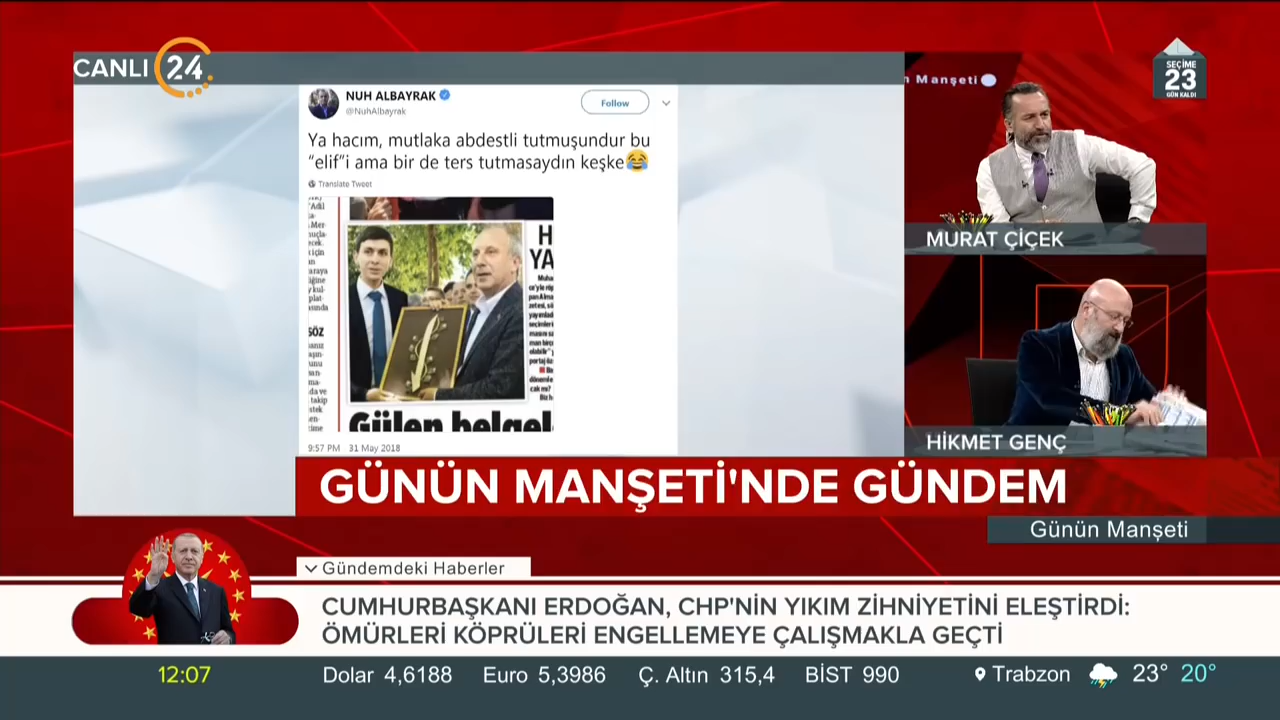 CANLI 24
NUH ALBAYRAK
@NuhAlbayrak
Follow
Ya hacım, mutlaka abdestli tutmuşundur bu
“elif”i ama bir de ters tutmasaydın keşke😂
Translate Tweet
SÖZ
H
YA
Gülen belgel
9:57 PM 31 May 2018
n Manşeti
SEÇİME
23
GÜN KALDI
MURAT ÇİÇEK
HİKMET GENÇ
GÜNÜN MANŞETİ'NDE GÜNDEM
Günün Manşeti
Gündemdeki Haberler
CUMHURBAŞKANI ERDOĞAN, CHP'NİN YIKIM ZİHNİYETİNİ ELEŞTİRDİ:
ÖMÜRLERİ KÖPRÜLERİ ENGELLEMEYE ÇALIŞMAKLA GEÇTİ
12:07 Dolar 4,6188 Euro 5,3986 Ç. Altın 315,4 BİST 990 Trabzon 23° 20°